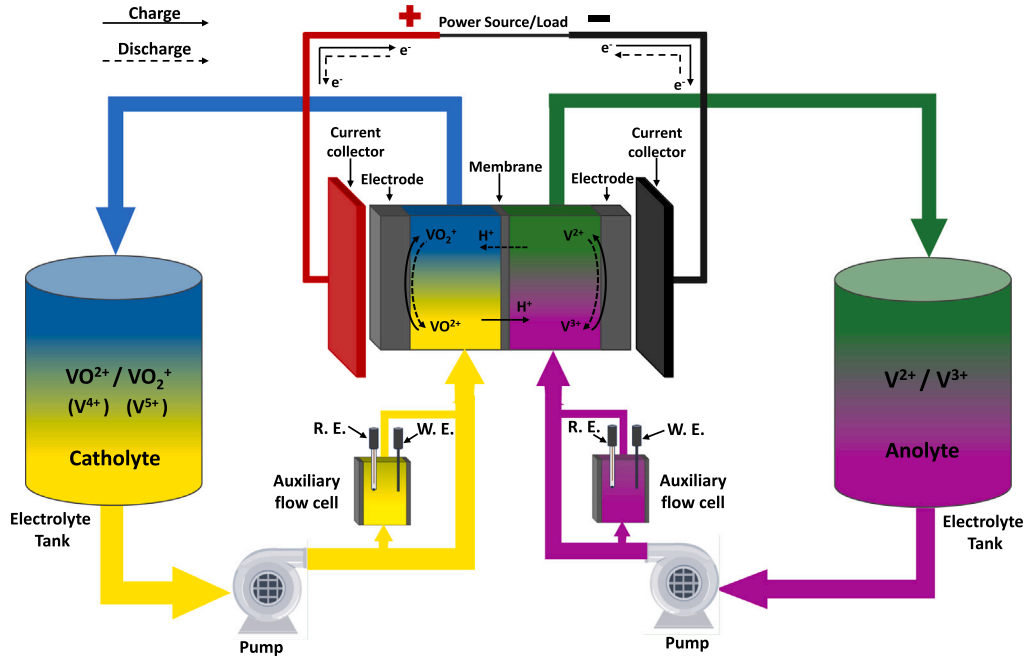 Charge
Discharge
+ Power Source/Load −
e⁻
e⁻
e⁻
e⁻
Current
collector
Electrode
Membrane
Electrode
Current
collector
VO₂⁺
H⁺
V²⁺
VO²⁺
H⁺
V³⁺
VO²⁺ / VO₂⁺
(V⁴⁺) (V⁵⁺)
Catholyte
V²⁺ / V³⁺
Anolyte
R. E.
W. E.
Auxiliary
flow cell
R. E.
W. E.
Auxiliary
flow cell
Electrolyte
Tank
Electrolyte
Tank
Pump
Pump